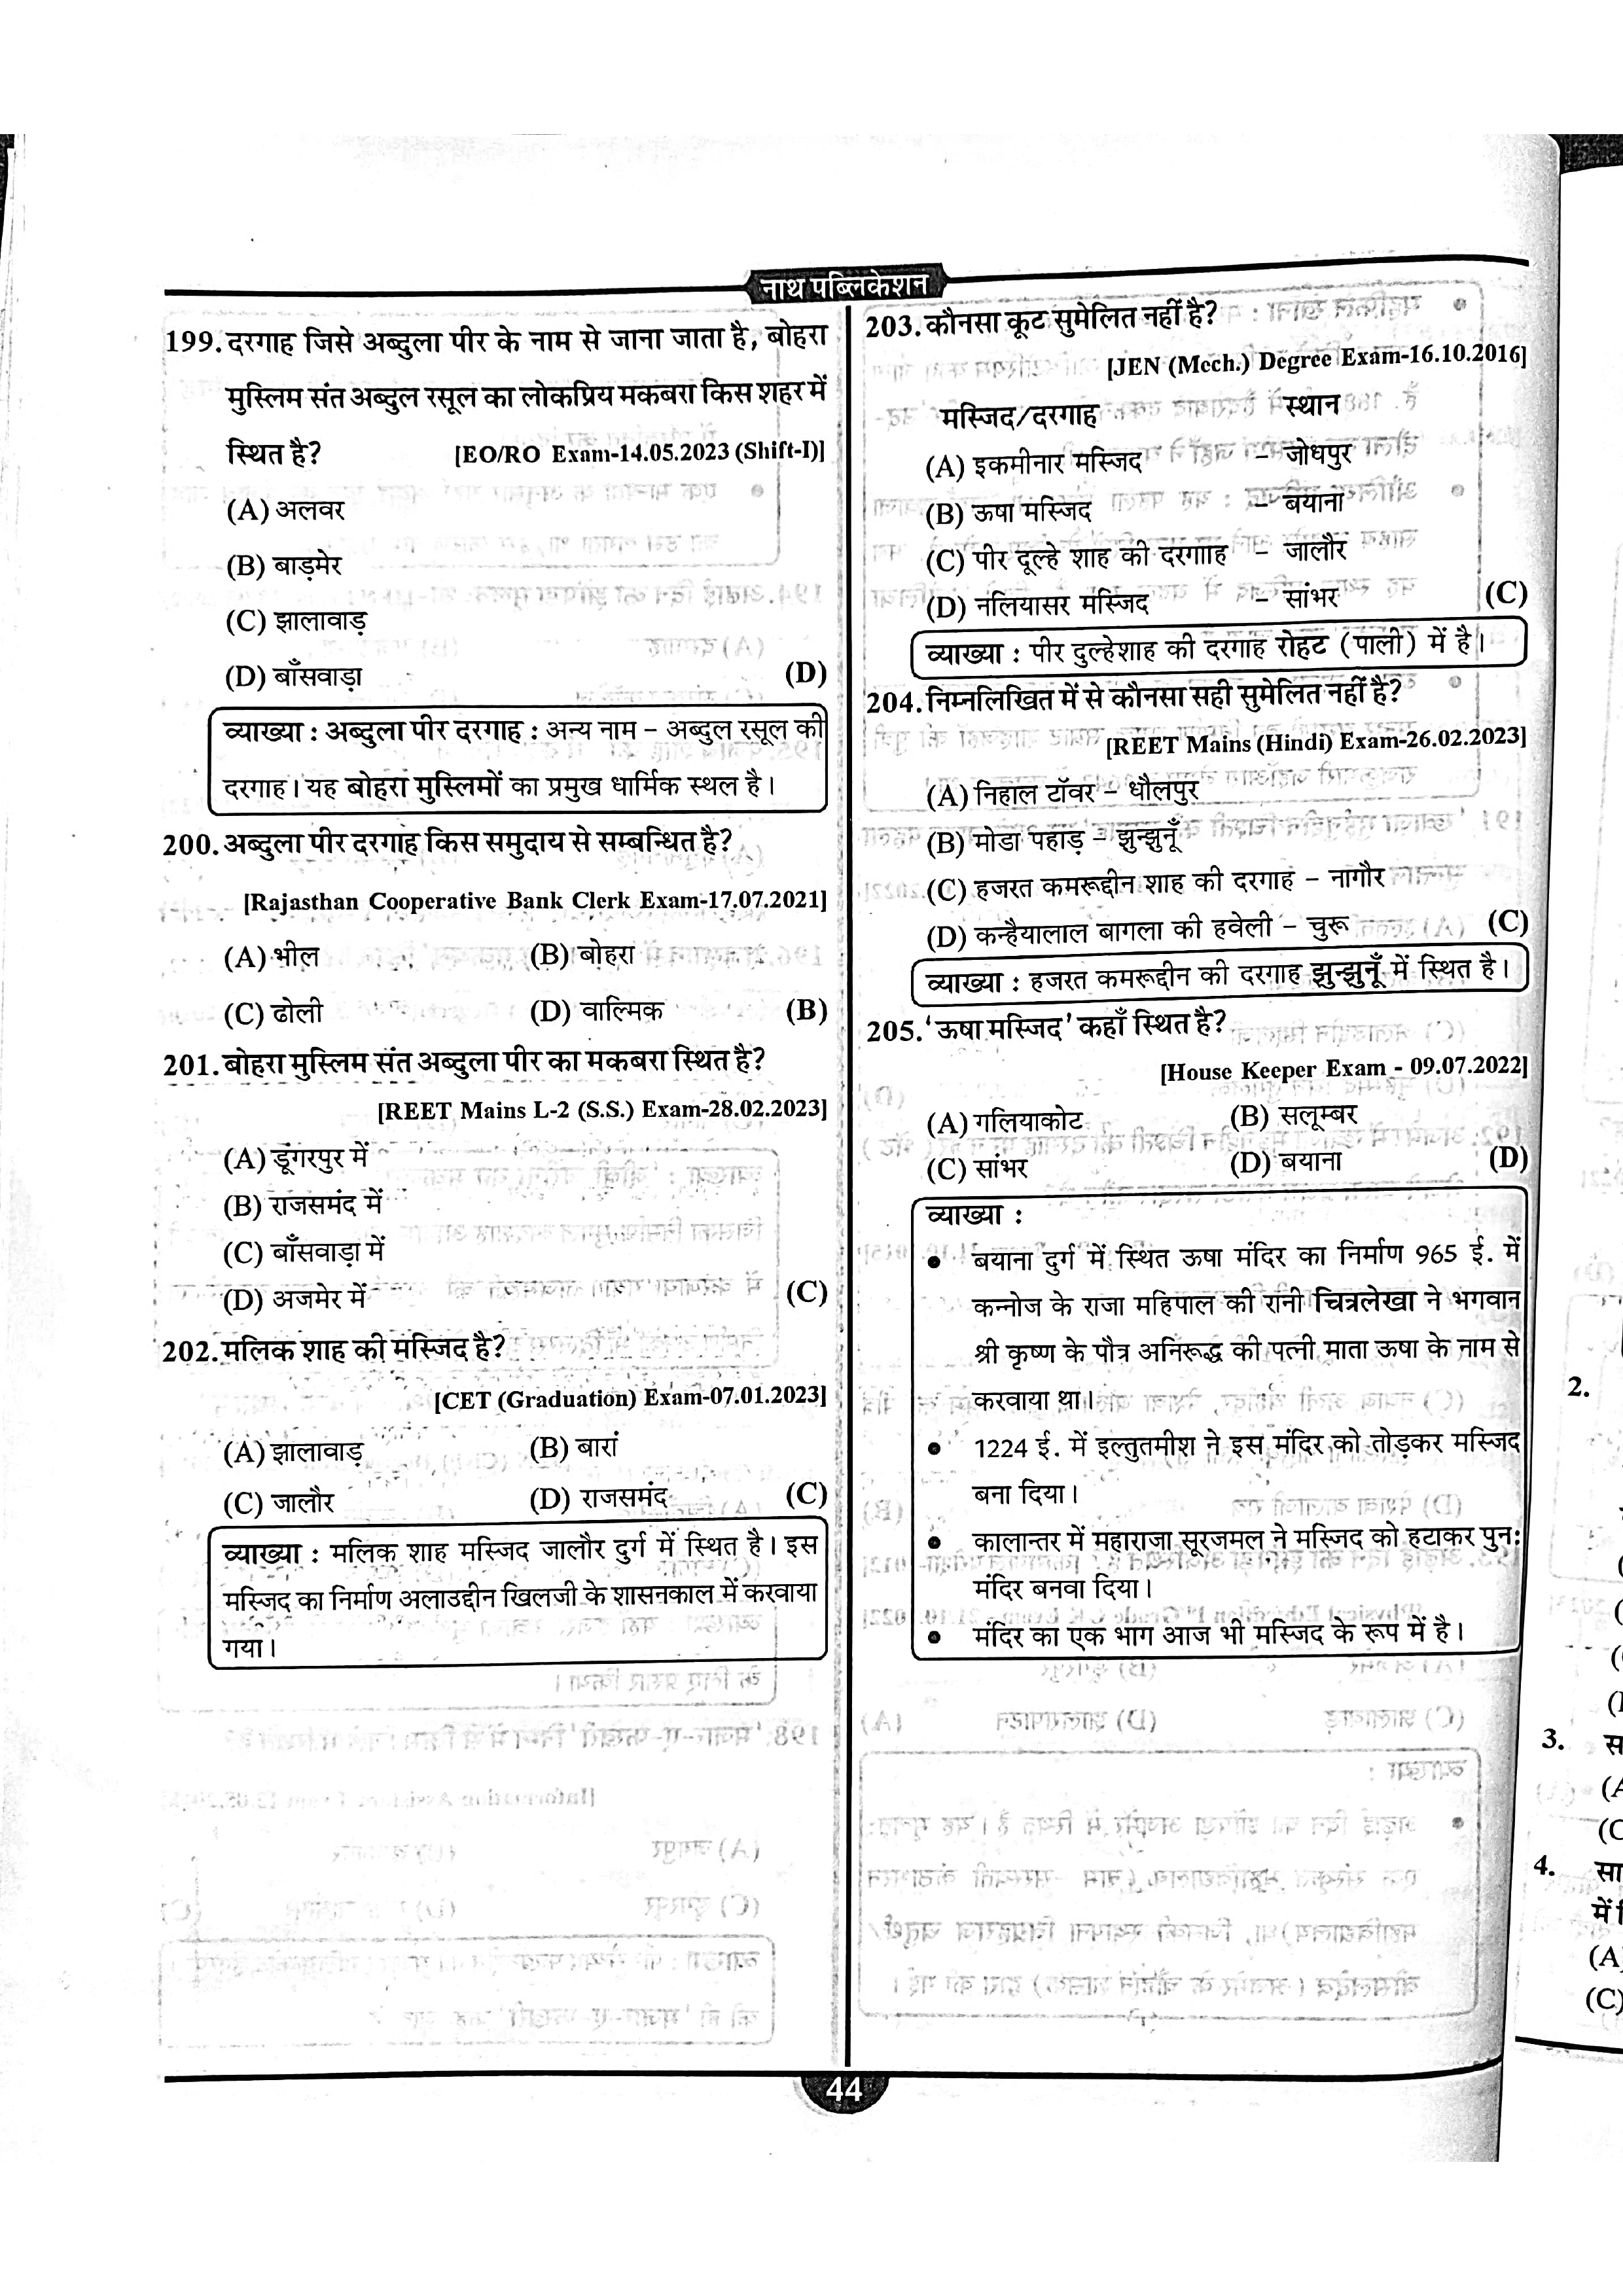 नाथ पब्लिकेशन
199. दरगाह जिसे अब्दुला पीर के नाम से जाना जाता है, बोहरा
मुस्लिम संत अब्दुल रसूल का लोकप्रिय मकबरा किस शहर में
स्थित है? [EO/RO Exam-14.05.2023 (Shift-I)]
(A) अलवर
(B) बाड़मेर
(C) झालावाड़
(D) बाँसवाड़ा (D)
व्याख्या : अब्दुला पीर दरगाह : अन्य नाम – अब्दुल रसूल की
दरगाह। यह बोहरा मुस्लिमों का प्रमुख धार्मिक स्थल है।
200. अब्दुला पीर दरगाह किस समुदाय से सम्बन्धित है?
[Rajasthan Cooperative Bank Clerk Exam-17.07.2021]
(A) भील (B) बोहरा
(C) ढोली (D) वाल्मिक (B)
201. बोहरा मुस्लिम संत अब्दुला पीर का मकबरा स्थित है?
[REET Mains L-2 (S.S.) Exam-28.02.2023]
(A) डूंगरपुर में
(B) राजसमंद में
(C) बाँसवाड़ा में
(D) अजमेर में (C)
202. मलिक शाह की मस्जिद है?
[CET (Graduation) Exam-07.01.2023]
(A) झालावाड़ (B) बारां
(C) जालौर (D) राजसमंद (C)
व्याख्या : मलिक शाह मस्जिद जालौर दुर्ग में स्थित है। इस
मस्जिद का निर्माण अलाउद्दीन खिलजी के शासनकाल में करवाया
गया।
203. कौनसा कूट सुमेलित नहीं है?
[JEN (Mech.) Degree Exam-16.10.2016]
मस्जिद/दरगाह स्थान
(A) इकमीनार मस्जिद – जोधपुर
(B) ऊषा मस्जिद – बयाना
(C) पीर दूल्हे शाह की दरगााह – जालौर
(D) नलियासर मस्जिद – सांभर (C)
व्याख्या : पीर दुल्हेशाह की दरगाह रोहट (पाली) में है।
204. निम्नलिखित में से कौनसा सही सुमेलित नहीं है?
[REET Mains (Hindi) Exam-26.02.2023]
(A) निहाल टॉवर – धौलपुर
(B) मोडा पहाड़ – झुन्झुनूँ
(C) हजरत कमरूद्दीन शाह की दरगाह – नागौर
(D) कन्हैयालाल बागला की हवेली – चुरू (C)
व्याख्या : हजरत कमरूद्दीन की दरगाह झुन्झुनूँ में स्थित है।
205. 'ऊषा मस्जिद' कहाँ स्थित है?
[House Keeper Exam - 09.07.2022]
(A) गलियाकोट (B) सलूम्बर
(C) सांभर (D) बयाना (D)
व्याख्या :
● बयाना दुर्ग में स्थित ऊषा मंदिर का निर्माण 965 ई. में
कन्नोज के राजा महिपाल की रानी चित्रलेखा ने भगवान
श्री कृष्ण के पौत्र अनिरूद्ध की पत्नी माता ऊषा के नाम से
करवाया था।
● 1224 ई. में इल्तुतमीश ने इस मंदिर को तोड़कर मस्जिद
बना दिया।
● कालान्तर में महाराजा सूरजमल ने मस्जिद को हटाकर पुन:
मंदिर बनवा दिया।
● मंदिर का एक भाग आज भी मस्जिद के रूप में है।
44
2.
3.
4.
सा
(C)